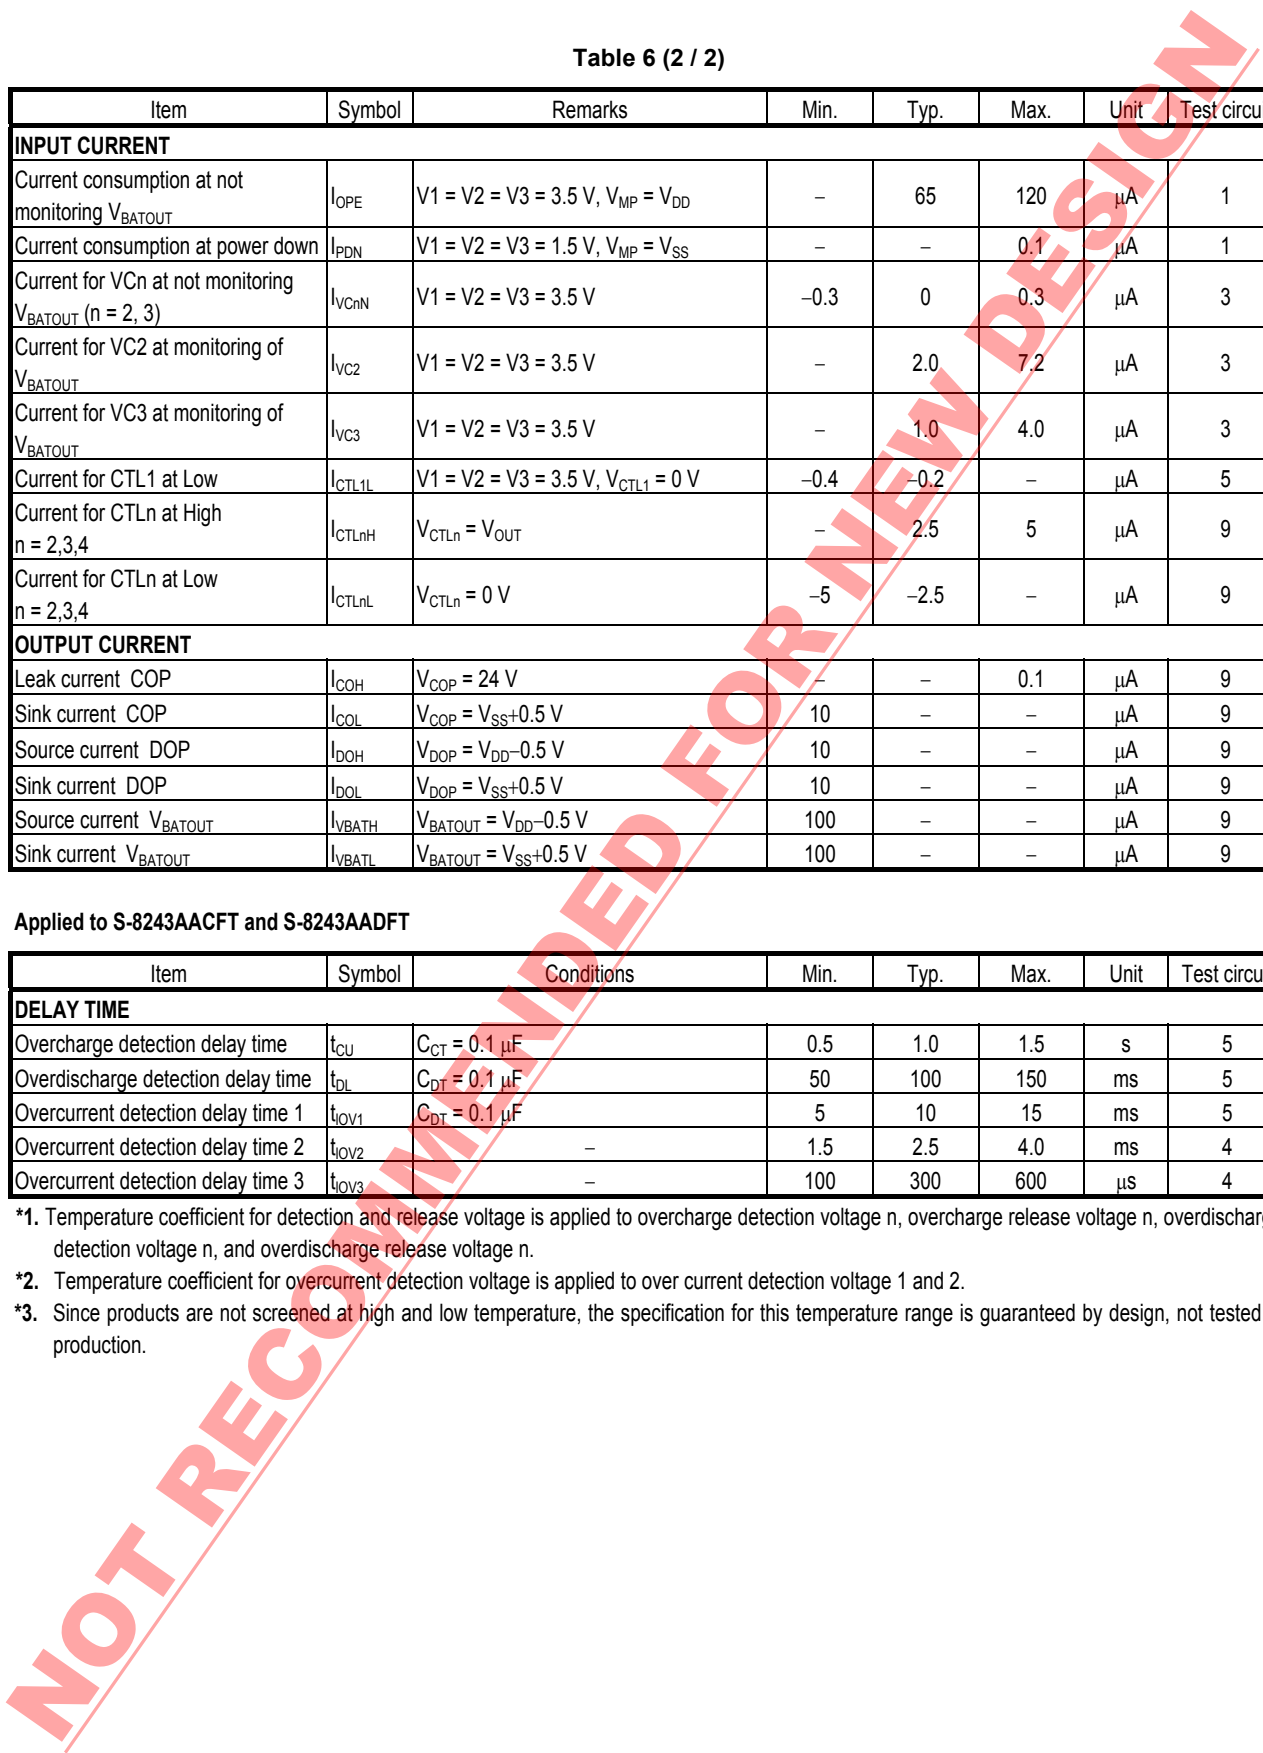 Table 6 (2 / 2)
Item Symbol Remarks Min. Typ. Max. Unit Test circu
INPUT CURRENT
Current consumption at not
monitoring VBATOUT IOPE V1 = V2 = V3 = 3.5 V, VMP = VDD – 65 120 μA 1
Current consumption at power down IPDN V1 = V2 = V3 = 1.5 V, VMP = VSS – – 0.1 μA 1
Current for VCn at not monitoring
VBATOUT (n = 2, 3) IVCnN V1 = V2 = V3 = 3.5 V −0.3 0 0.3 μA 3
Current for VC2 at monitoring of
VBATOUT IVC2 V1 = V2 = V3 = 3.5 V – 2.0 7.2 μA 3
Current for VC3 at monitoring of
VBATOUT IVC3 V1 = V2 = V3 = 3.5 V – 1.0 4.0 μA 3
Current for CTL1 at Low ICTL1L V1 = V2 = V3 = 3.5 V, VCTL1 = 0 V −0.4 −0.2 – μA 5
Current for CTLn at High
n = 2,3,4 ICTLnH VCTLn = VOUT – 2.5 5 μA 9
Current for CTLn at Low
n = 2,3,4 ICTLnL VCTLn = 0 V −5 −2.5 – μA 9
OUTPUT CURRENT
Leak current COP ICOH VCOP = 24 V – – 0.1 μA 9
Sink current COP ICOL VCOP = VSS+0.5 V 10 – – μA 9
Source current DOP IDOH VDOP = VDD−0.5 V 10 – – μA 9
Sink current DOP IDOL VDOP = VSS+0.5 V 10 – – μA 9
Source current VBATOUT IVBATH VBATOUT = VDD−0.5 V 100 – – μA 9
Sink current VBATOUT IVBATL VBATOUT = VSS+0.5 V 100 – – μA 9
Applied to S-8243AACFT and S-8243AADFT
Item Symbol Conditions Min. Typ. Max. Unit Test circu
DELAY TIME
Overcharge detection delay time tCU CCT = 0.1 μF 0.5 1.0 1.5 s 5
Overdischarge detection delay time tDL CDT = 0.1 μF 50 100 150 ms 5
Overcurrent detection delay time 1 tIOV1 CDT = 0.1 μF 5 10 15 ms 5
Overcurrent detection delay time 2 tIOV2 – 1.5 2.5 4.0 ms 4
Overcurrent detection delay time 3 tIOV3 – 100 300 600 μs 4
*1. Temperature coefficient for detection and release voltage is applied to overcharge detection voltage n, overcharge release voltage n, overdischarg
detection voltage n, and overdischarge release voltage n.
*2. Temperature coefficient for overcurrent detection voltage is applied to over current detection voltage 1 and 2.
*3. Since products are not screened at high and low temperature, the specification for this temperature range is guaranteed by design, not tested
production.
NOT RECOMMENDED FOR NEW DESIGN